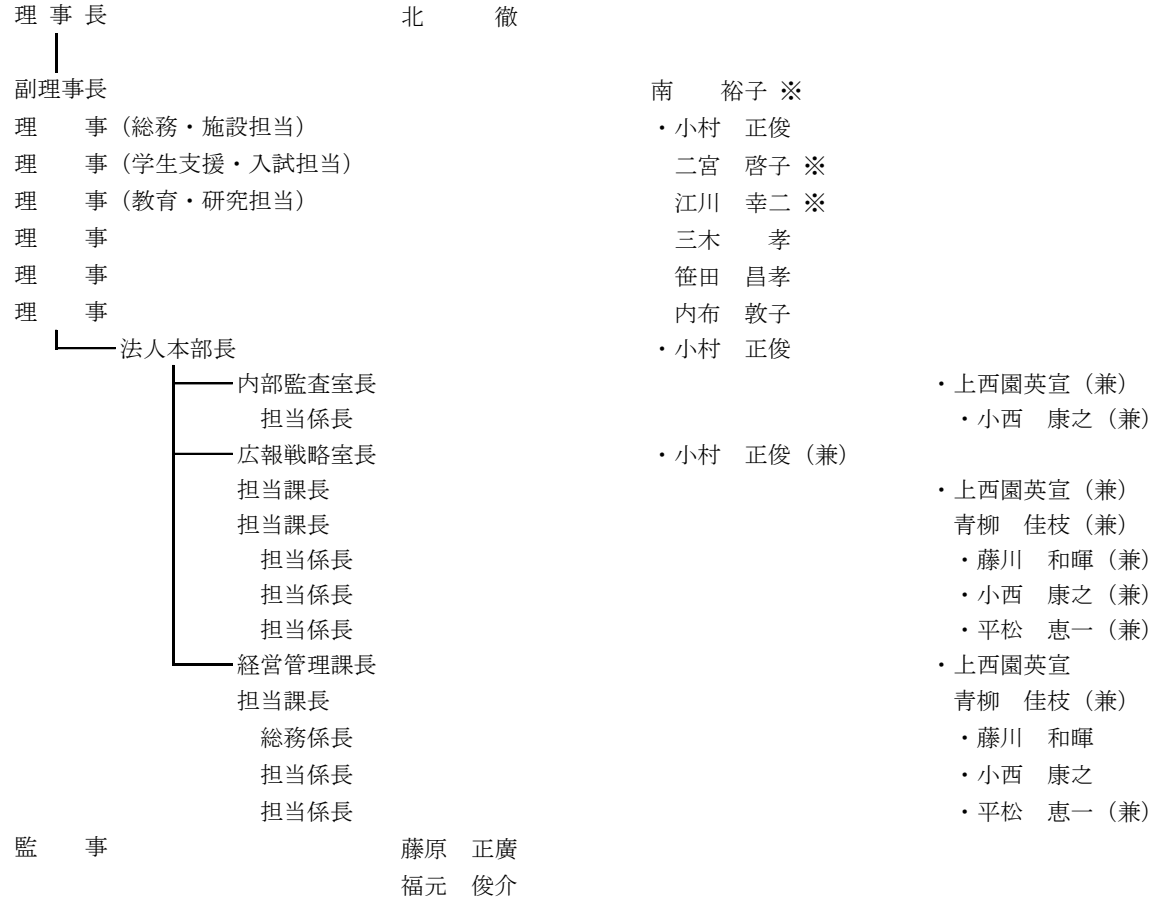 理 事 長　北　　徹
副理事長　南　裕子 ※
理　　事（総務・施設担当）　・小村　正俊
理　　事（学生支援・入試担当）　二宮　啓子 ※
理　　事（教育・研究担当）　江川　幸二 ※
理　　事　三木　　孝
理　　事　笹田　昌孝
理　　事　内布　敦子
法人本部長　・小村　正俊
内部監査室長　・上西園英宣（兼）
担当係長　・小西　康之（兼）
広報戦略室長　・小村　正俊（兼）
担当課長　・上西園英宣（兼）
担当課長　青柳　佳枝（兼）
担当係長　・藤川　和暉（兼）
担当係長　・小西　康之（兼）
担当係長　・平松　恵一（兼）
経営管理課長　・上西園英宣
担当課長　青柳　佳枝（兼）
総務係長　・藤川　和暉
担当係長　・小西　康之
担当係長　・平松　恵一（兼）
監　　事　藤原　正廣
福元　俊介